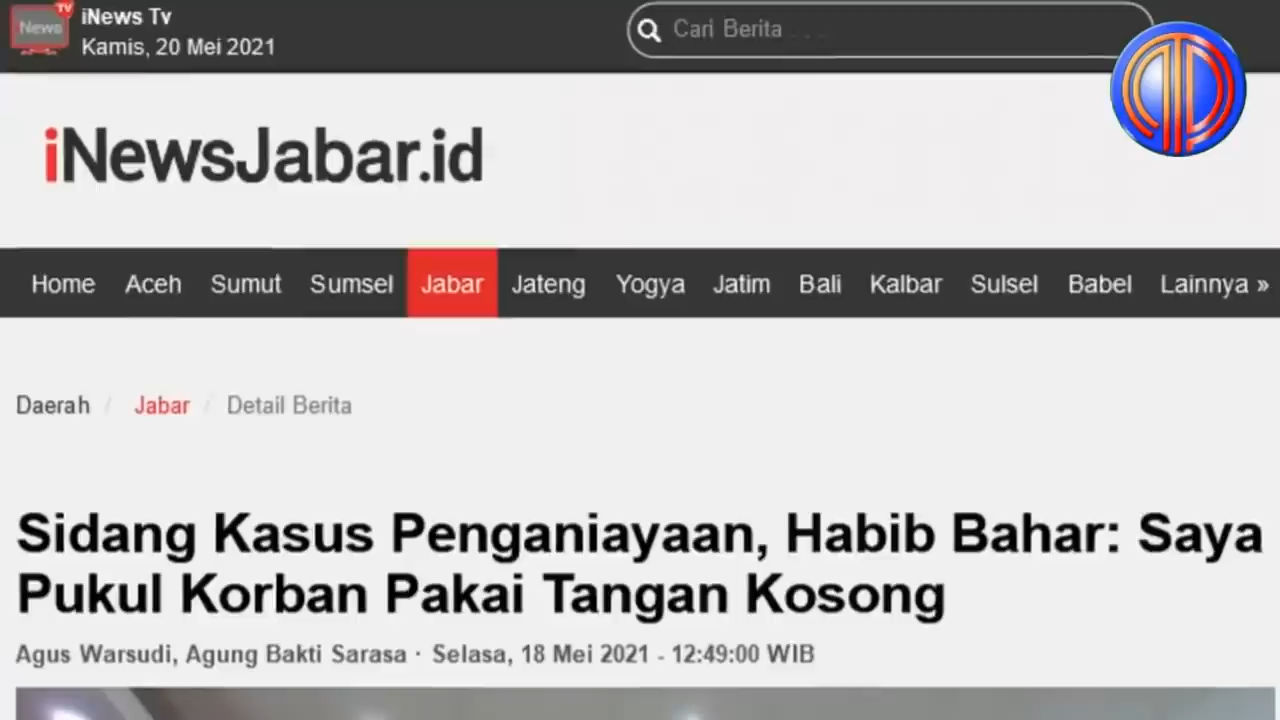 News TV
iNews Tv
Kamis, 20 Mei 2021
Cari Berita . . .
iNewsJabar.id
Home Aceh Sumut Sumsel Jabar Jateng Yogya Jatim Bali Kalbar Sulsel Babel Lainnya »
Daerah / Jabar / Detail Berita
Sidang Kasus Penganiayaan, Habib Bahar: Saya
Pukul Korban Pakai Tangan Kosong
Agus Warsudi, Agung Bakti Sarasa · Selasa, 18 Mei 2021 - 12:49:00 WIB